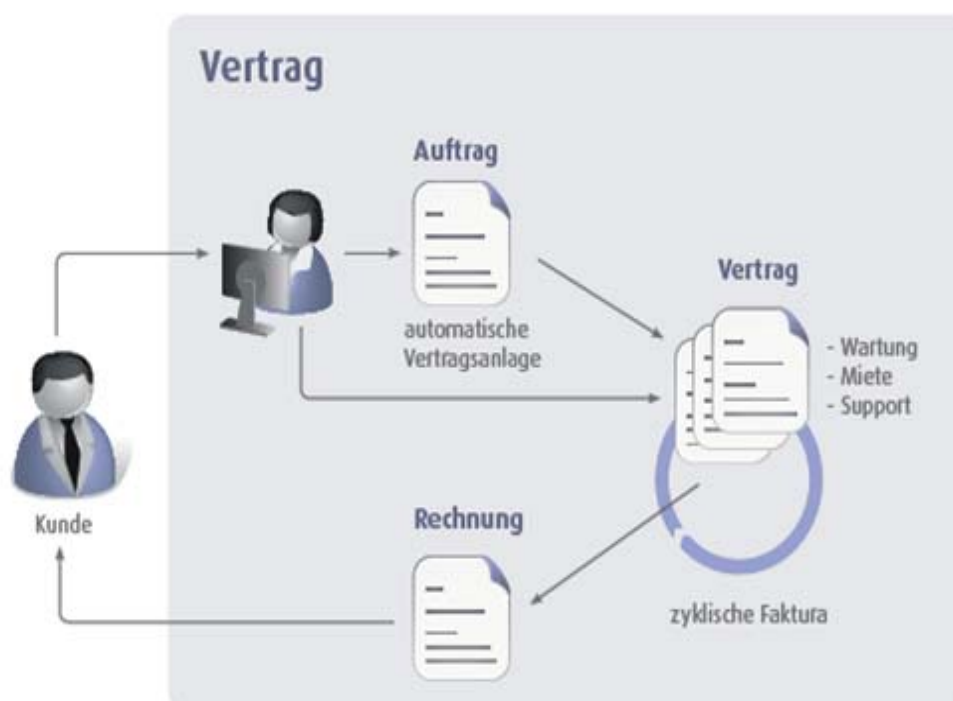 Vertrag
Auftrag
automatische
Vertragsanlage
Vertrag
- Wartung
- Miete
- Support
Kunde
Rechnung
zyklische Faktura